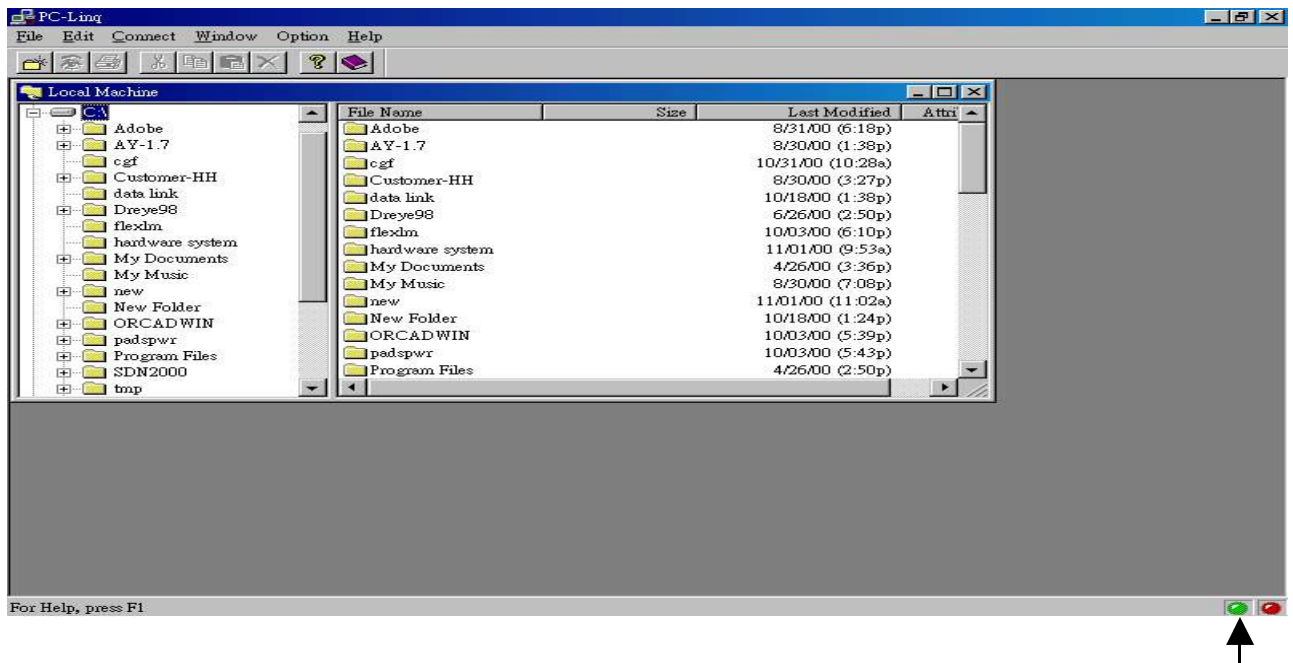 PC-Linq
File Edit Connect Window Option Help
Local Machine
C:\
Adobe
AY-1.7
cgf
Customer-HH
data link
Dreye98
flexlm
hardware system
My Documents
My Music
new
New Folder
ORCADWIN
padspwr
Program Files
SDN2000
tmp
File Name Size Last Modified Attri
Adobe 8/31/00 (6:18p)
AY-1.7 8/30/00 (1:38p)
cgf 10/31/00 (10:28a)
Customer-HH 8/30/00 (3:27p)
data link 10/18/00 (1:38p)
Dreye98 6/26/00 (2:50p)
flexlm 10/03/00 (6:10p)
hardware system 11/01/00 (9:53a)
My Documents 4/26/00 (3:36p)
My Music 8/30/00 (7:08p)
new 11/01/00 (11:02a)
New Folder 10/18/00 (1:24p)
ORCADWIN 10/03/00 (5:39p)
padspwr 10/03/00 (5:43p)
Program Files 4/26/00 (2:50p)
For Help, press F1